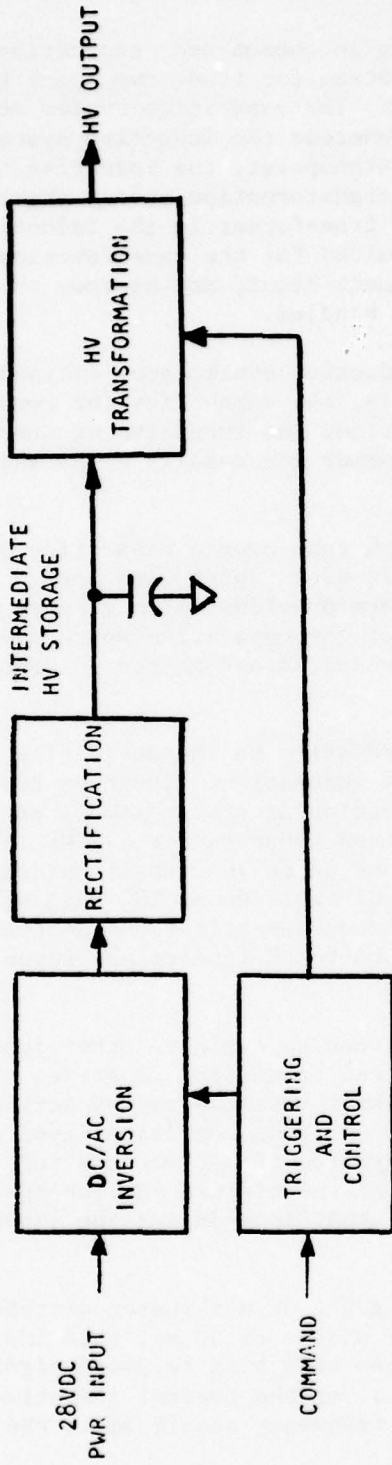 28VDC
PWR INPUT
DC/AC
INVERSION
RECTIFICATION
INTERMEDIATE
HV STORAGE
HV
TRANSFORMATION
HV OUTPUT
COMMAND
TRIGGERING
AND
CONTROL